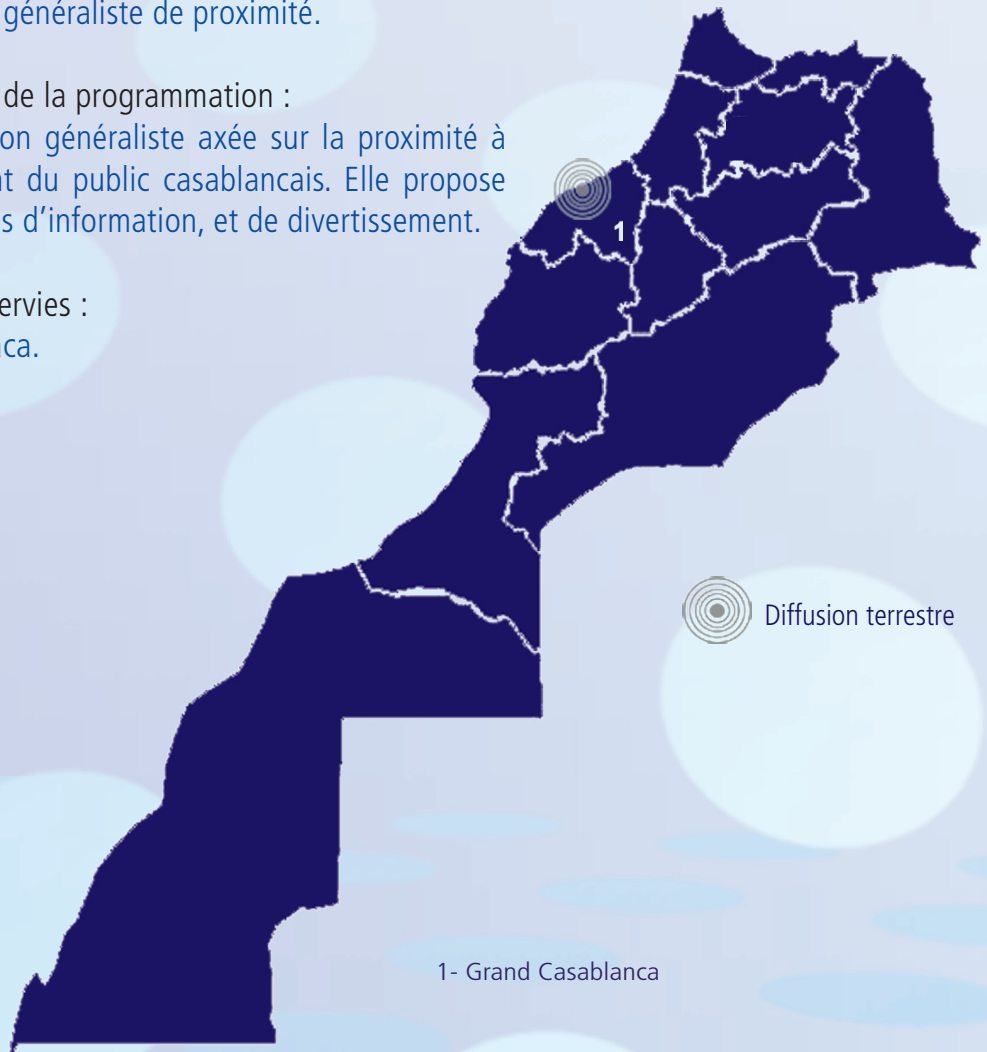 généraliste de proximité.
de la programmation :
on généraliste axée sur la proximité à
t du public casablancais. Elle propose
s d’information, et de divertissement.
ervies :
ca.
1
Diffusion terrestre
1- Grand Casablanca